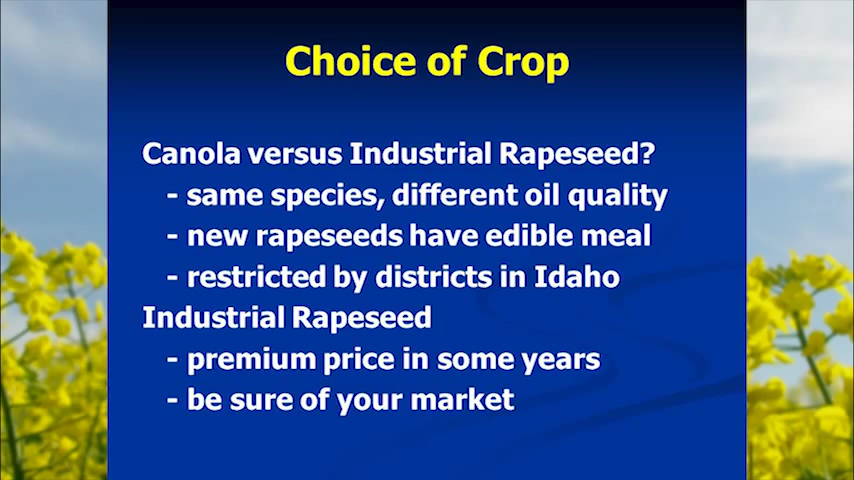 Choice of Crop
Canola versus Industrial Rapeseed?
- same species, different oil quality
- new rapeseeds have edible meal
- restricted by districts in Idaho
Industrial Rapeseed
- premium price in some years
- be sure of your market